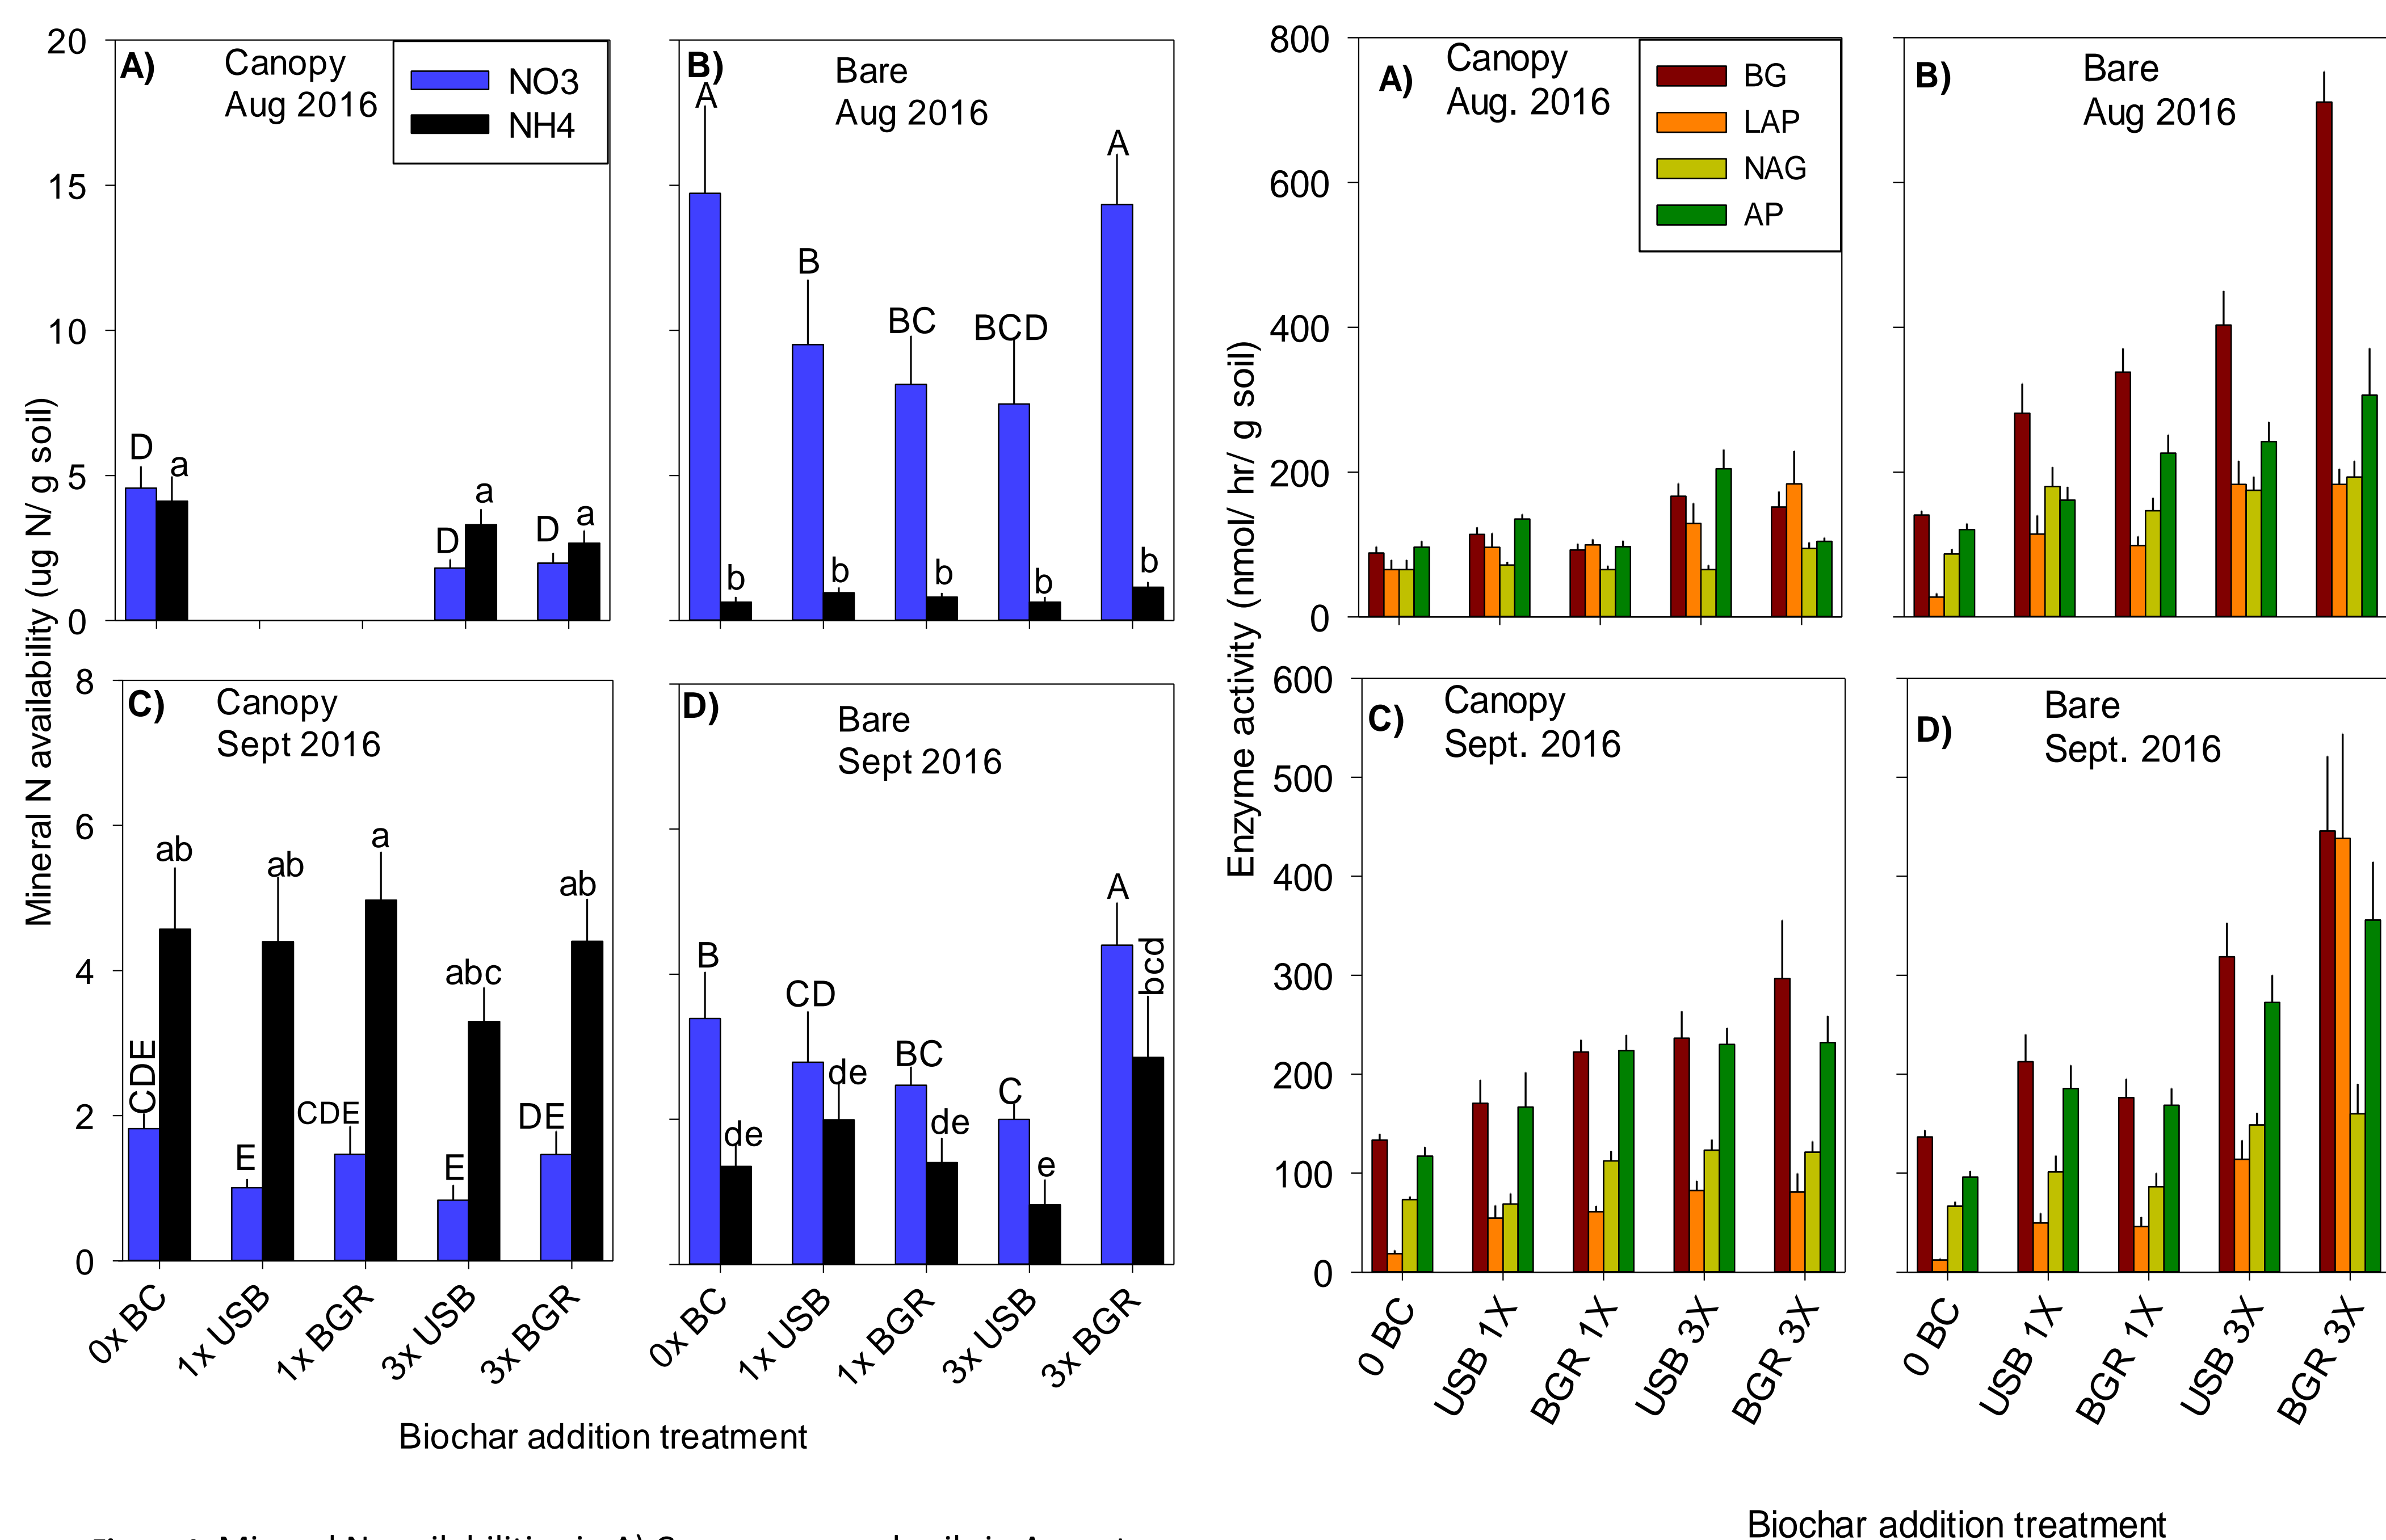 Mineral N availability (ug N/ g soil)
20
15
10
5
0
A)
Canopy
Aug 2016
NO3
NH4
D
a
D
a
D
a
B)
Bare
Aug 2016
A
b
B
b
BC
b
BCD
b
A
b
8
6
4
2
0
C)
Canopy
Sept 2016
CDE
ab
E
ab
CDE
a
E
abc
DE
ab
0x BC
1x USB
1x BGR
3x USB
3x BGR
D)
Bare
Sept 2016
B
de
CD
de
BC
de
C
e
A
bcd
0x BC
1x USB
1x BGR
3x USB
3x BGR
Biochar addition treatment
Enzyme activity (nmol/ hr/ g soil)
800
600
400
200
0
A)
Canopy
Aug. 2016
BG
LAP
NAG
AP
B)
Bare
Aug 2016
600
500
400
300
200
100
0
C)
Canopy
Sept. 2016
0 BC
USB 1X
BGR 1X
USB 3X
BGR 3X
D)
Bare
Sept. 2016
0 BC
USB 1X
BGR 1X
USB 3X
BGR 3X
Biochar addition treatment